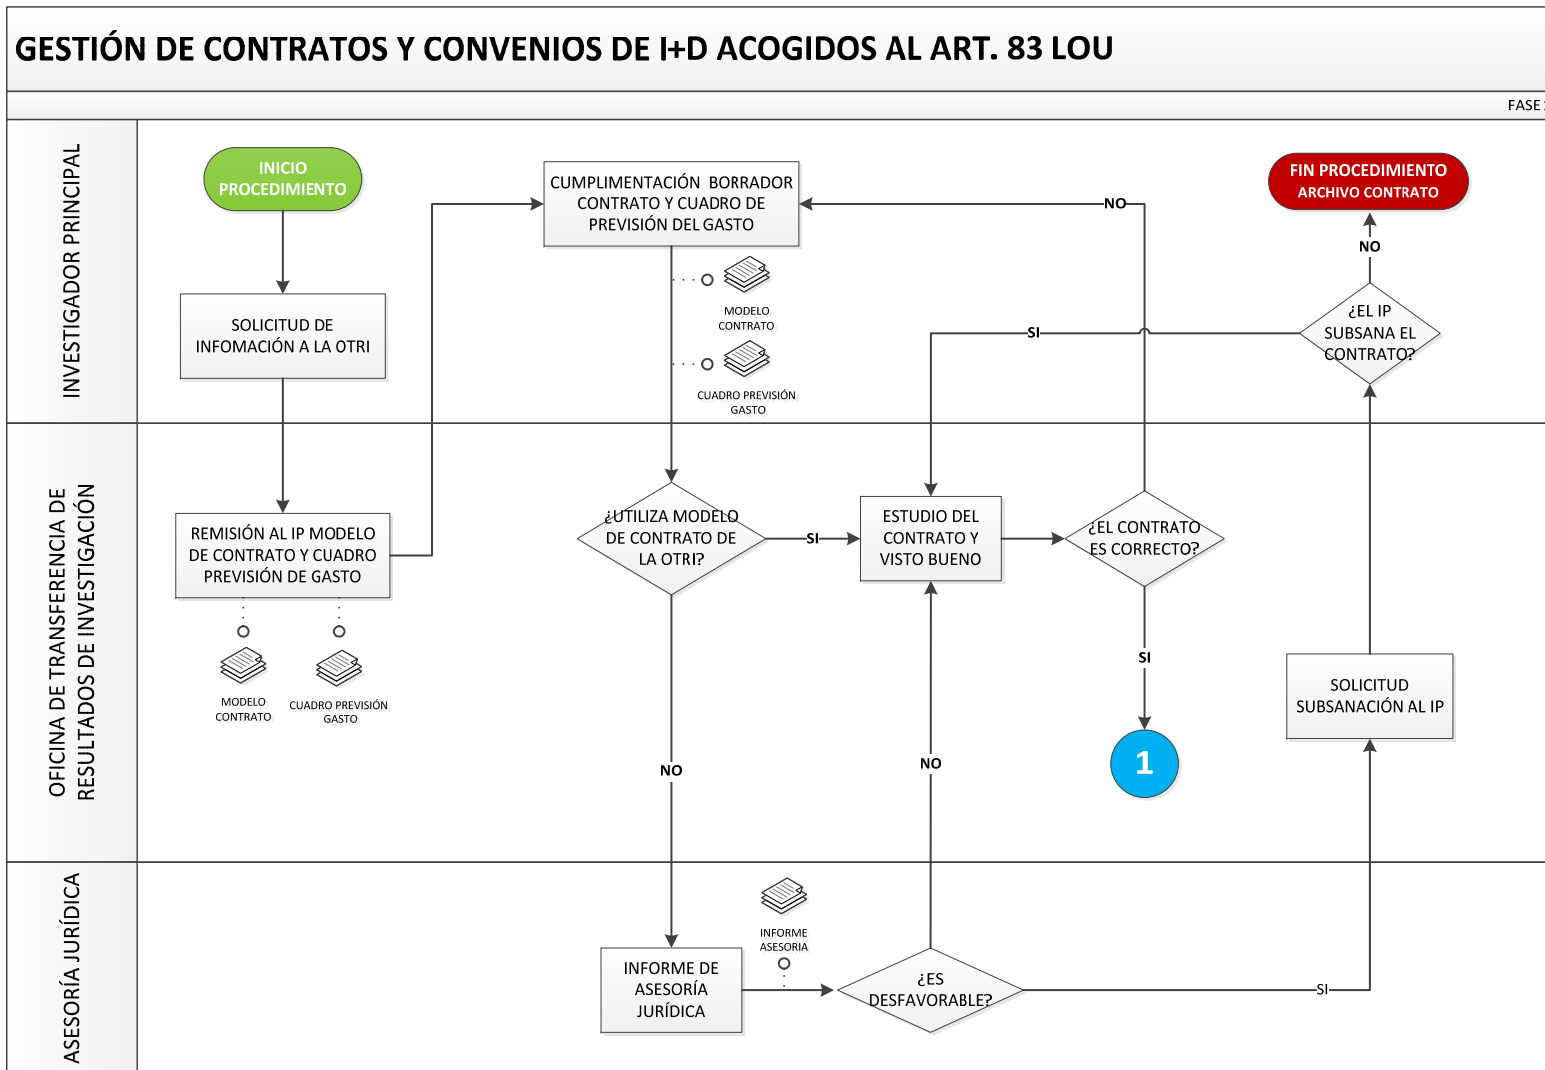 GESTIÓN DE CONTRATOS Y CONVENIOS DE I+D ACOGIDOS AL ART. 83 LOU
FASE
INVESTIGADOR PRINCIPAL
INICIO
PROCEDIMIENTO
SOLICITUD DE
INFOMACIÓN A LA OTRI
CUMPLIMENTACIÓN BORRADOR
CONTRATO Y CUADRO DE
PREVISIÓN DEL GASTO
MODELO
CONTRATO
CUADRO PREVISIÓN
GASTO
NO
SI
FIN PROCEDIMIENTO
ARCHIVO CONTRATO
NO
¿EL IP
SUBSANA EL
CONTRATO?
OFICINA DE TRANSFERENCIA DE
RESULTADOS DE INVESTIGACIÓN
REMISIÓN AL IP MODELO
DE CONTRATO Y CUADRO
PREVISIÓN DE GASTO
MODELO
CONTRATO
CUADRO PREVISIÓN
GASTO
¿UTILIZA MODELO
DE CONTRATO DE
LA OTRI?
SI
NO
ESTUDIO DEL
CONTRATO Y
VISTO BUENO
NO
¿EL CONTRATO
ES CORRECTO?
SI
1
SOLICITUD
SUBSANACIÓN AL IP
ASESORÍA JURÍDICA
INFORME DE
ASESORÍA
JURÍDICA
INFORME
ASESORIA
¿ES
DESFAVORABLE?
SI